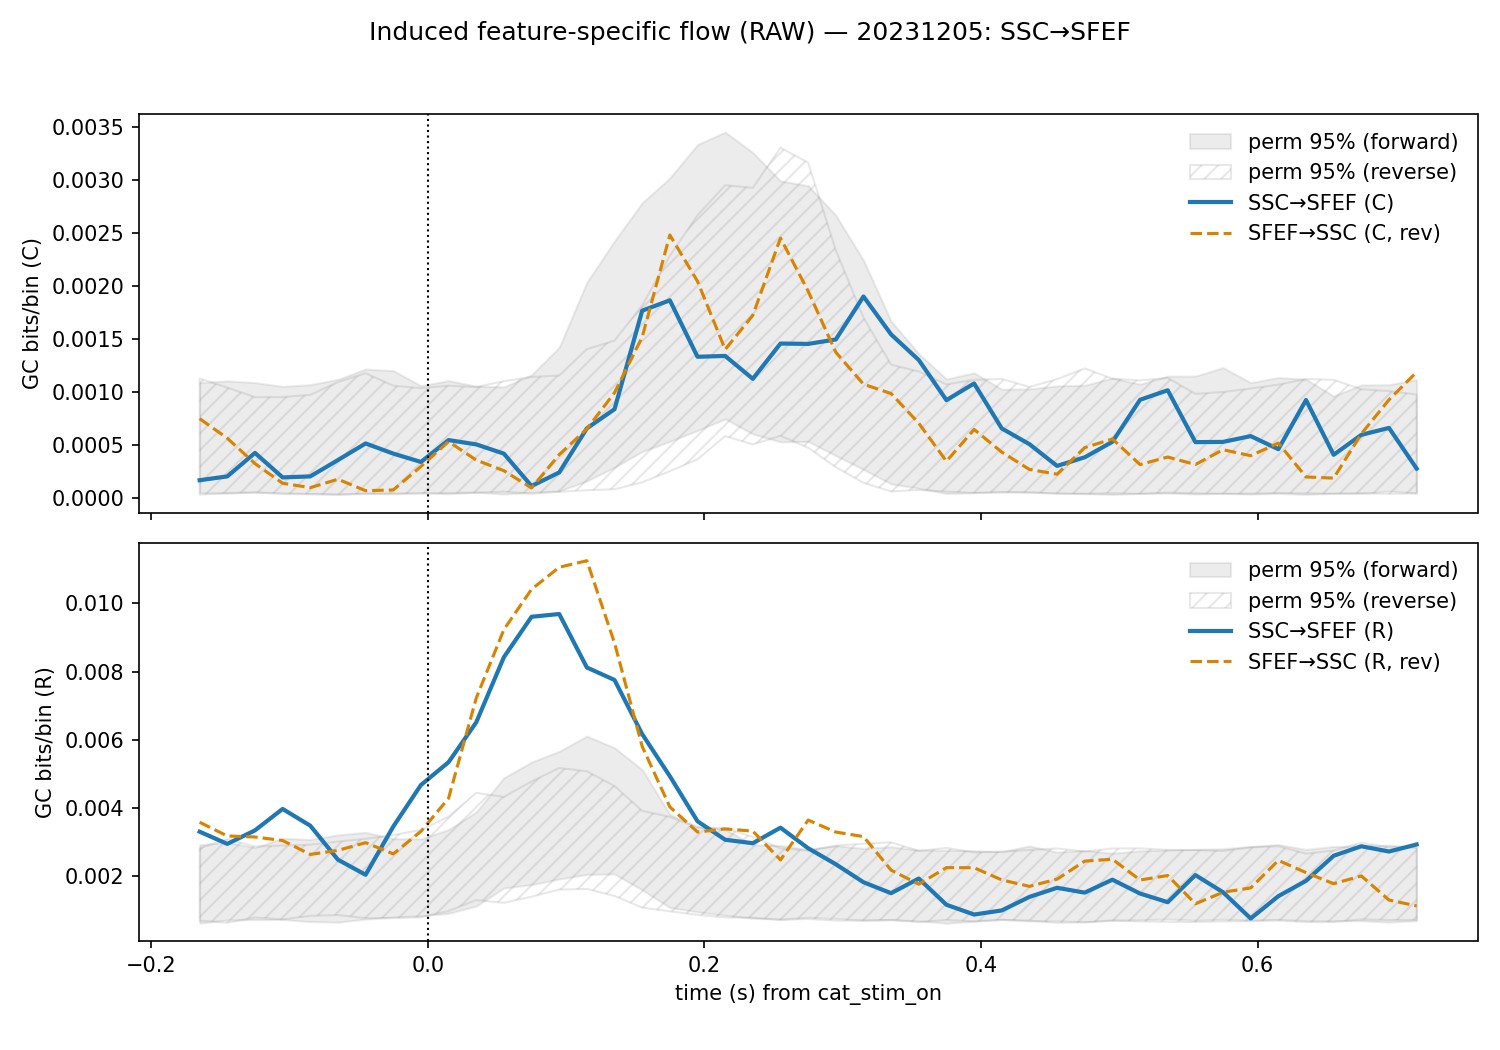 Induced feature-specific flow (RAW) — 20231205: SSC→SFEF
GC bits/bin (C)
0.0035
0.0030
0.0025
0.0020
0.0015
0.0010
0.0005
0.0000
perm 95% (forward)
perm 95% (reverse)
SSC→SFEF (C)
SFEF→SSC (C, rev)
GC bits/bin (R)
0.010
0.008
0.006
0.004
0.002
perm 95% (forward)
perm 95% (reverse)
SSC→SFEF (R)
SFEF→SSC (R, rev)
−0.2 0.0 0.2 0.4 0.6
time (s) from cat_stim_on